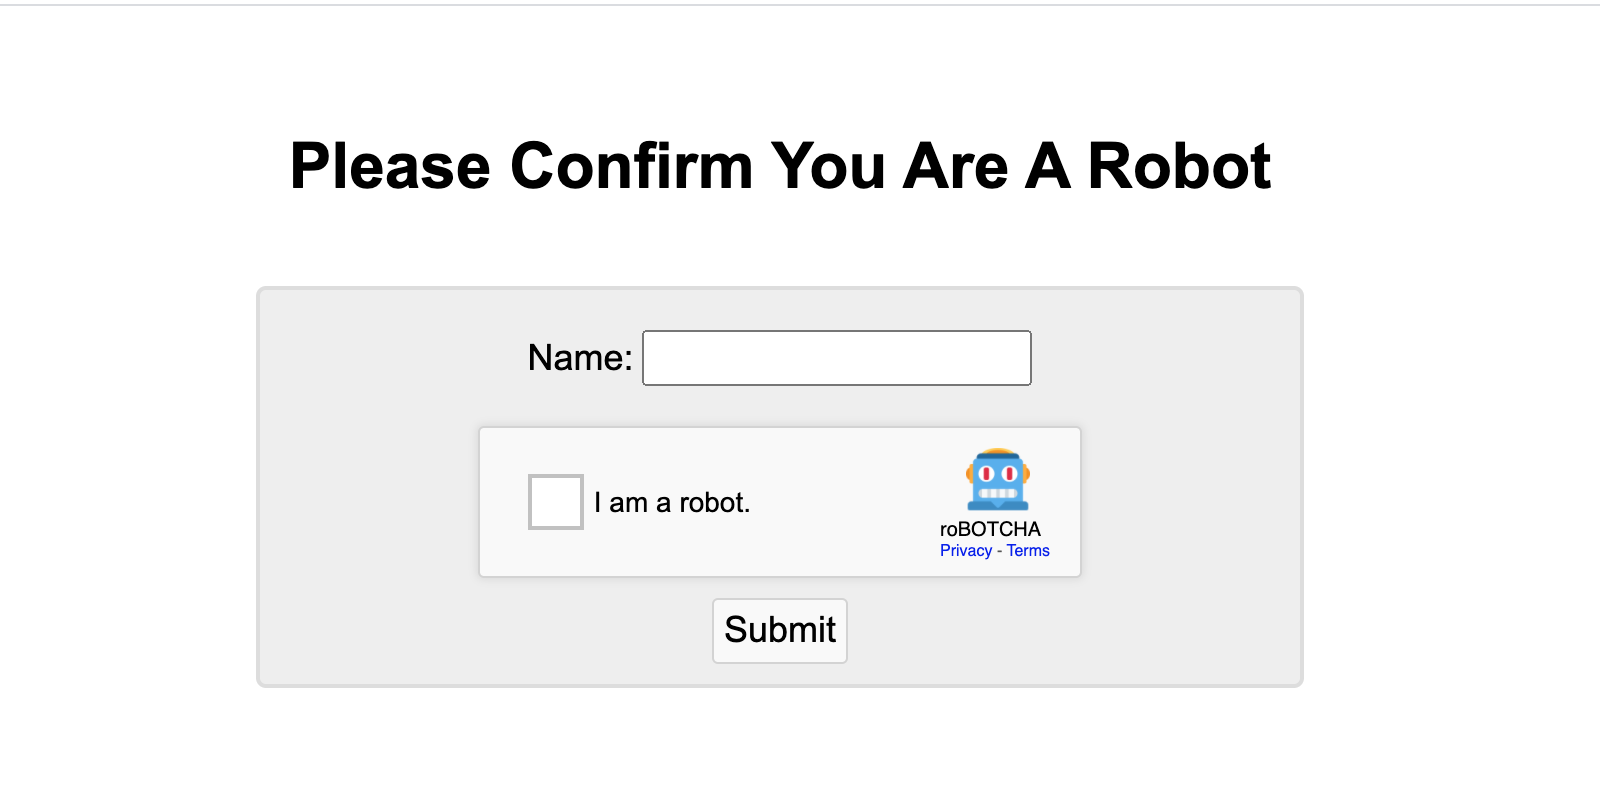 Please Confirm You Are A Robot
Name:
I am a robot.
roBOTCHA
Privacy - Terms
Submit